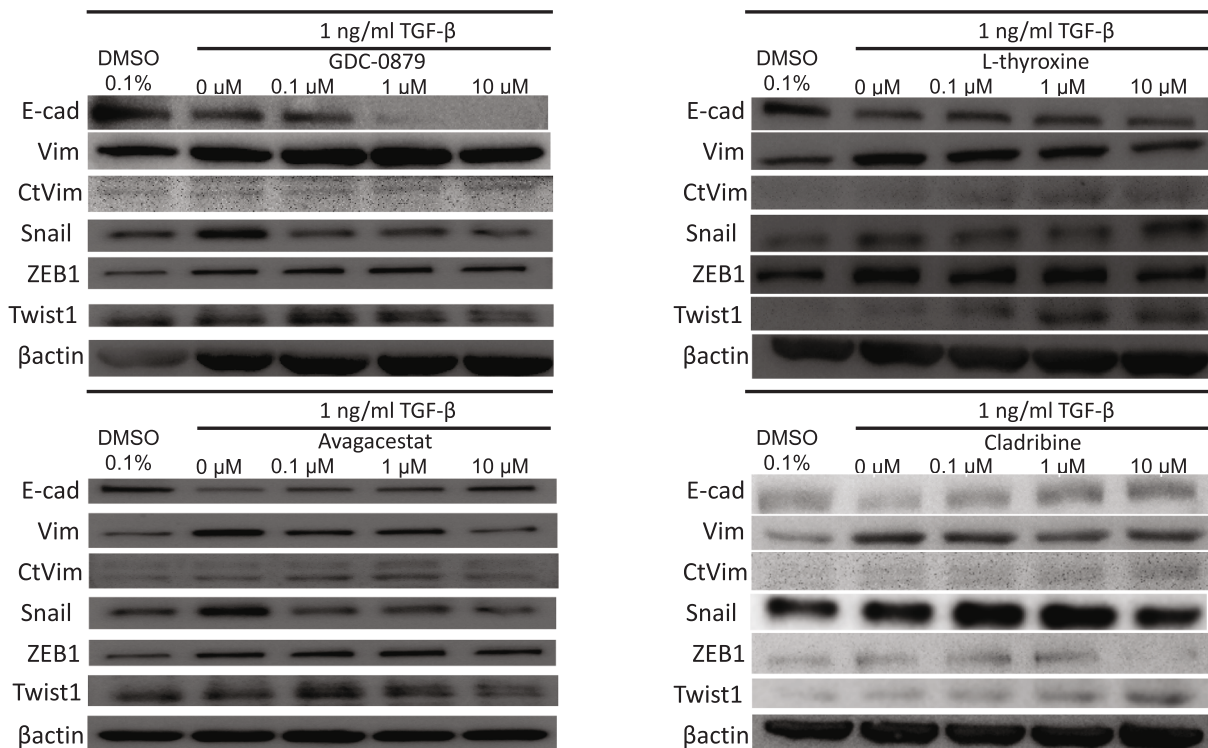 1 ng/ml TGF-β
DMSO
0.1%
GDC-0879
0 µM 0.1 µM 1 µM 10 µM
E-cad
Vim
CtVim
Snail
ZEB1
Twist1
βactin
1 ng/ml TGF-β
DMSO
0.1%
L-thyroxine
0 µM 0.1 µM 1 µM 10 µM
E-cad
Vim
CtVim
Snail
ZEB1
Twist1
βactin
1 ng/ml TGF-β
DMSO
0.1%
Avagacestat
0 µM 0.1 µM 1 µM 10 µM
E-cad
Vim
CtVim
Snail
ZEB1
Twist1
βactin
1 ng/ml TGF-β
DMSO
0.1%
Cladribine
0 µM 0.1 µM 1 µM 10 µM
E-cad
Vim
CtVim
Snail
ZEB1
Twist1
βactin